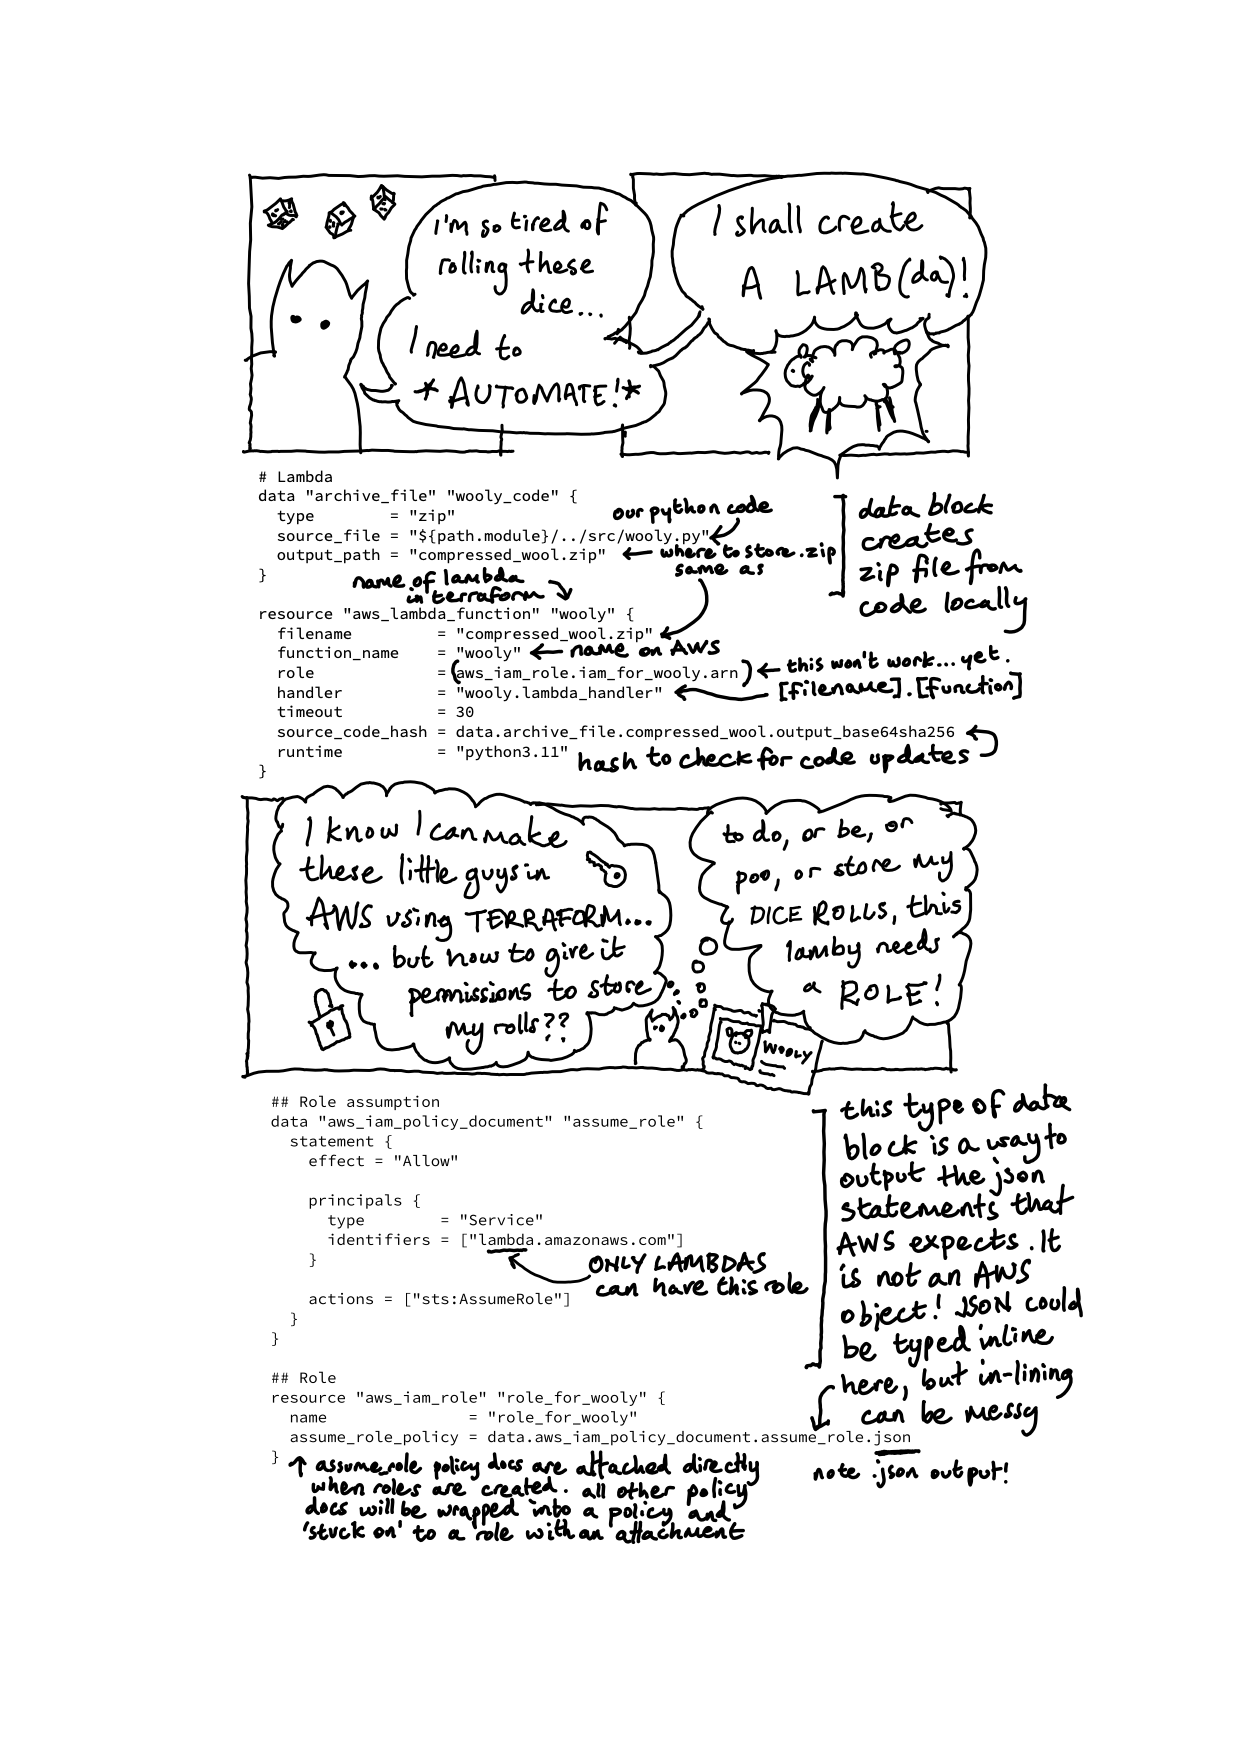 I'm so tired of
rolling these
dice...
I need to
*AUTOMATE!*
I shall create
A LAMB(da)!
# Lambda
data "archive_file" "wooly_code" {
  type        = "zip"
  source_file = "${path.module}/../src/wooly.py"
  output_path = "compressed_wool.zip"
}
our python code
where to store .zip
same as
data block
creates
zip file from
code locally
name of lambda
in terraform
resource "aws_lambda_function" "wooly" {
  filename         = "compressed_wool.zip"
  function_name    = "wooly"
  role             = (aws_iam_role.iam_for_wooly.arn)
  handler          = "wooly.lambda_handler"
  timeout          = 30
  source_code_hash = data.archive_file.compressed_wool.output_base64sha256
  runtime          = "python3.11"
}
name on AWS
this won't work... yet.
[filename].[function]
hash to check for code updates
I know I can make
these little guys in
AWS using TERRAFORM...
... but how to give it
permissions to store
my rolls??
to do, or be, or
poo, or store my
DICE ROLLS, this
lamby needs
a ROLE!
WOOLY
## Role assumption
data "aws_iam_policy_document" "assume_role" {
  statement {
    effect = "Allow"
    principals {
      type        = "Service"
      identifiers = ["lambda.amazonaws.com"]
    }
    actions = ["sts:AssumeRole"]
  }
}
ONLY LAMBDAS
can have this role
this type of data
block is a way to
output the json
statements that
AWS expects. It
is not an AWS
object! JSON could
be typed inline
here, but in-lining
can be messy
## Role
resource "aws_iam_role" "role_for_wooly" {
  name               = "role_for_wooly"
  assume_role_policy = data.aws_iam_policy_document.assume_role.json
}
assume_role policy docs are attached directly
when roles are created. all other policy
docs will be wrapped into a policy and
'stuck on' to a role with an attachment
note .json output!